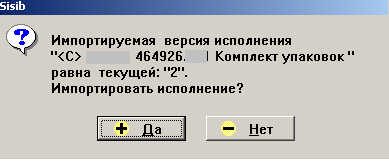 Sisib
Импортируемая версия исполнения
"<C> 464926. Комплект упаковок "
равна текущей: "2".
Импортировать исполнение?
Да
Нет